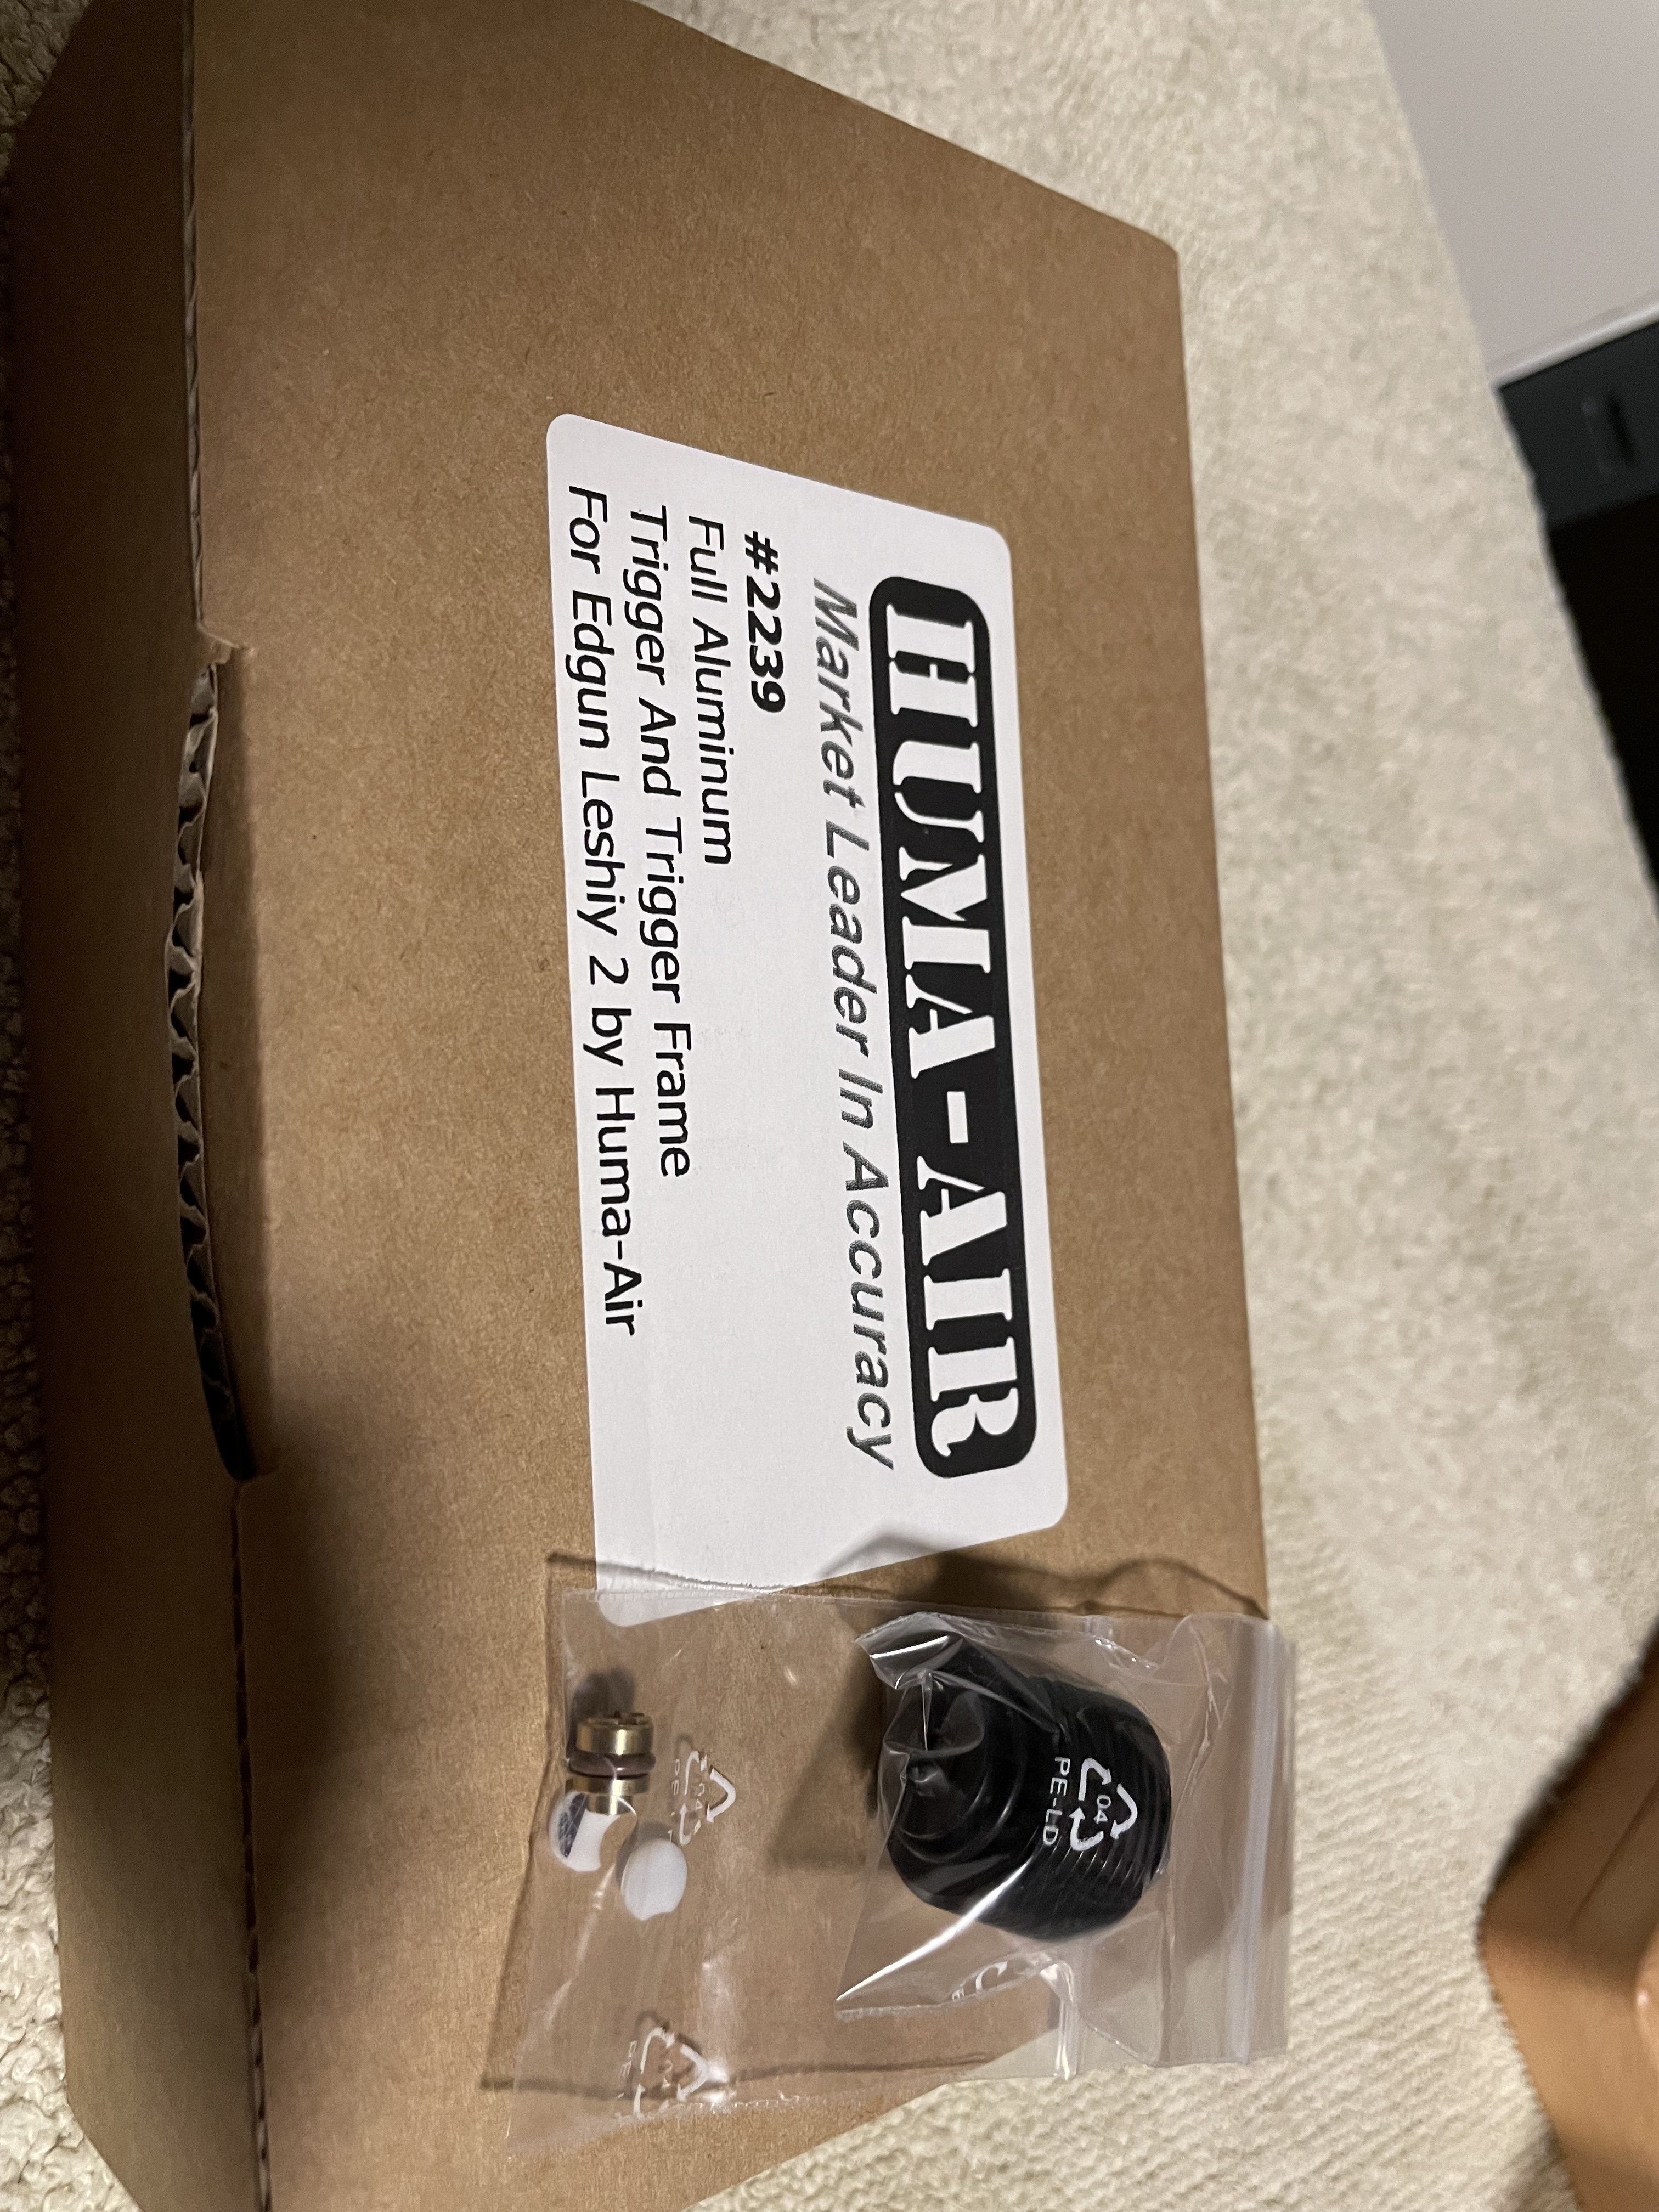 HUMA-AIR
Market Leader In Accuracy
#2239
Full Aluminum
Trigger And Trigger Frame
For Edgun Leshiy 2 by Huma-Air
04
PE-LD